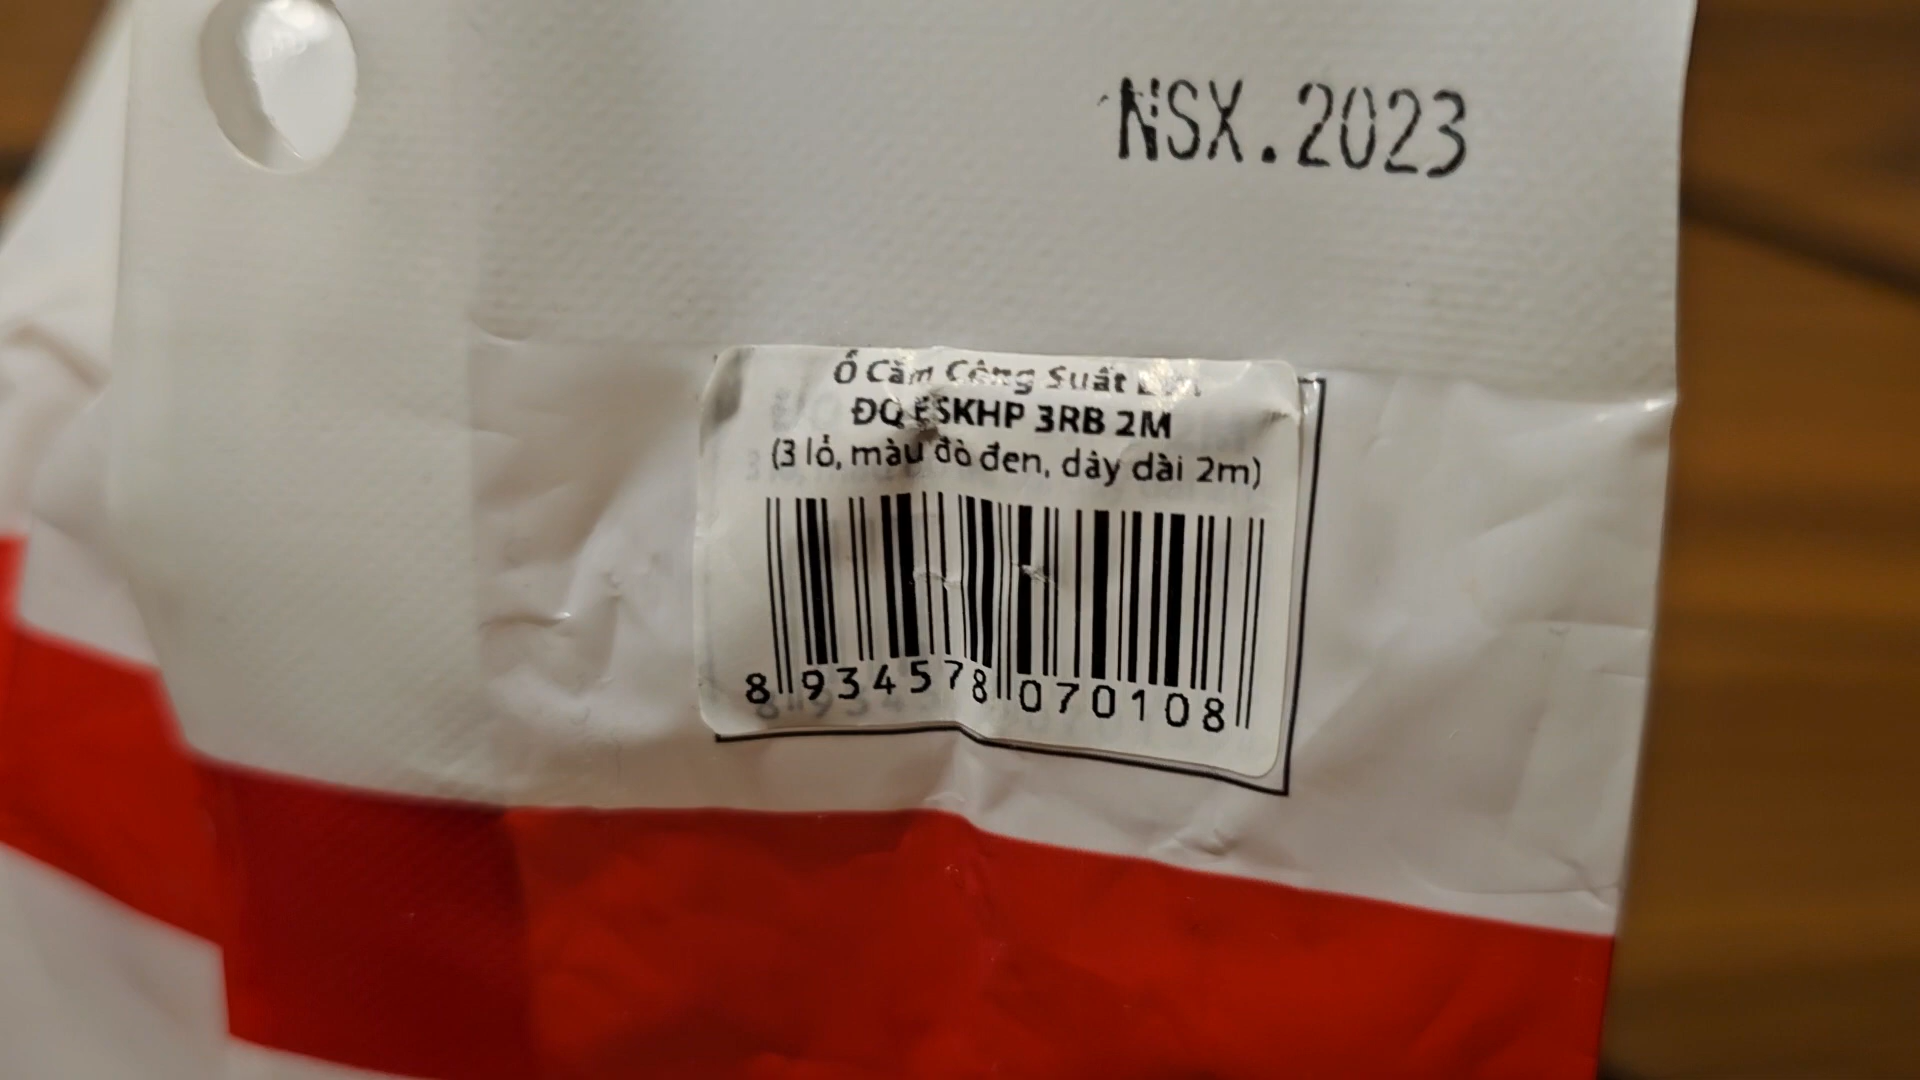 NSX.2023
Ổ Cắm Công Suất
ĐQ ESKHP 3RB 2M
(3 lỗ, màu đỏ đen, dây dài 2m)
8 934578 070108